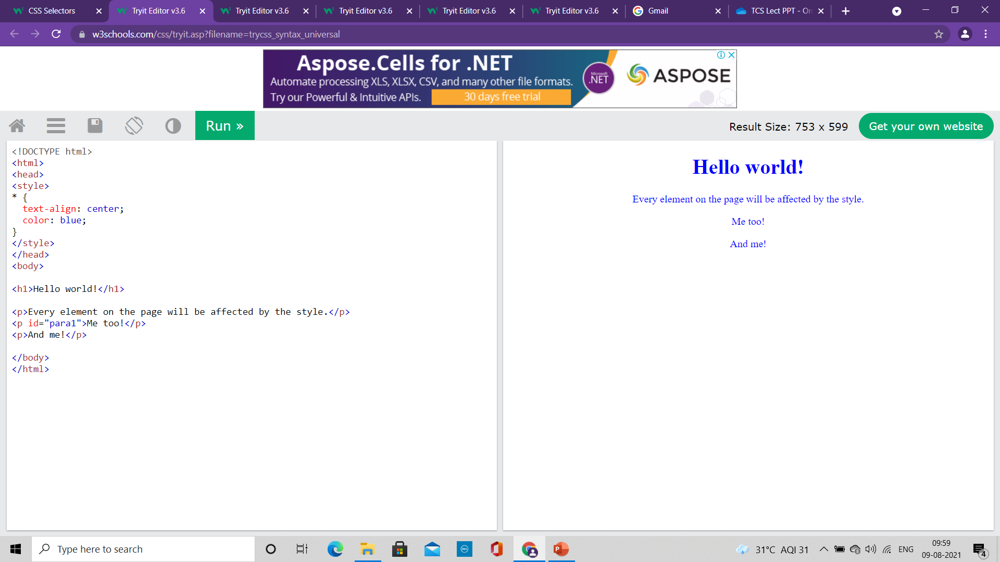 CSS Selectors
Tryit Editor v3.6
Tryit Editor v3.6
Tryit Editor v3.6
Tryit Editor v3.6
Tryit Editor v3.6
Gmail
TCS Lect PPT - On
w3schools.com/css/tryit.asp?filename=trycss_syntax_universal
Aspose.Cells for .NET
Automate processing XLS, XLSX, CSV, and many other file formats.
Try our Powerful & Intuitive APIs.
30 days free trial
Microsoft
.NET
ASPOSE
Run »
Result Size: 753 x 599
Get your own website
<!DOCTYPE html>
<html>
<head>
<style>
* {
  text-align: center;
  color: blue;
}
</style>
</head>
<body>
<h1>Hello world!</h1>
<p>Every element on the page will be affected by the style.</p>
<p id="para1">Me too!</p>
<p>And me!</p>
</body>
</html>
Hello world!
Every element on the page will be affected by the style.
Me too!
And me!
Type here to search
DELL
31°C AQI 31
ENG
09:59
09-08-2021
4